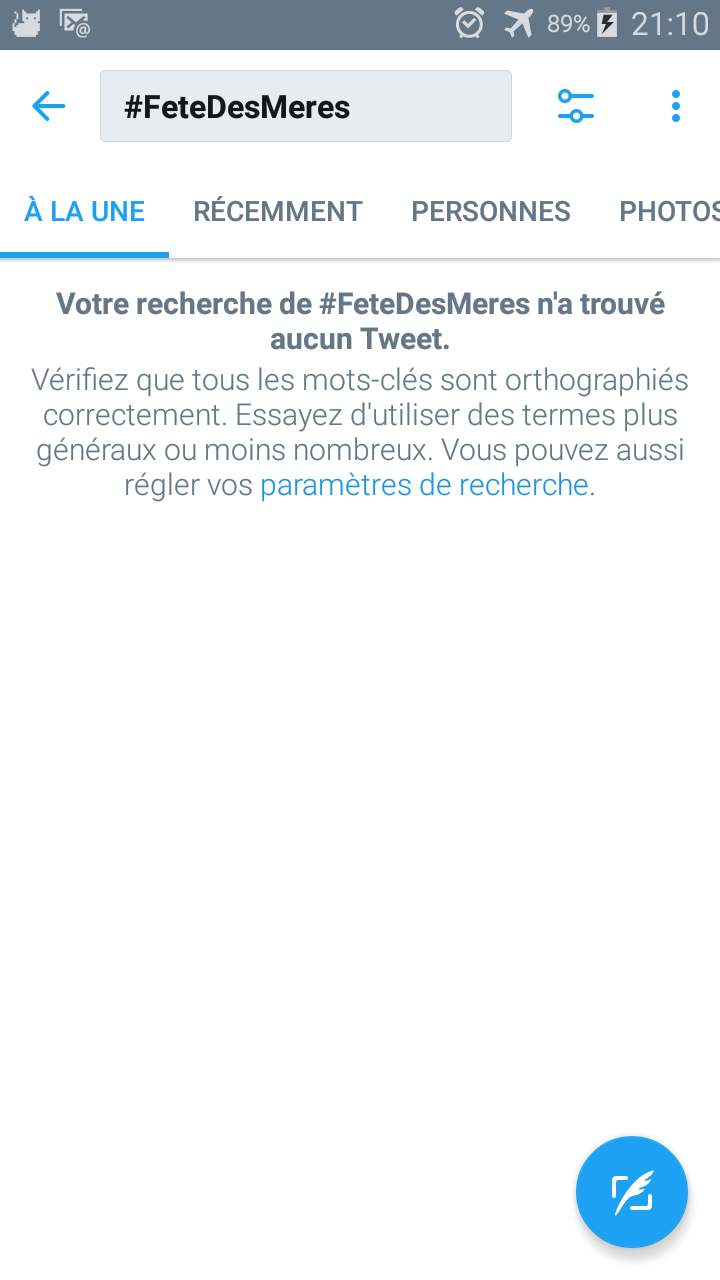 89% 21:10
#FeteDesMeres
À LA UNE RÉCEMMENT PERSONNES PHOTOS
Votre recherche de #FeteDesMeres n'a trouvé
aucun Tweet.
Vérifiez que tous les mots-clés sont orthographiés
correctement. Essayez d'utiliser des termes plus
généraux ou moins nombreux. Vous pouvez aussi
régler vos paramètres de recherche.